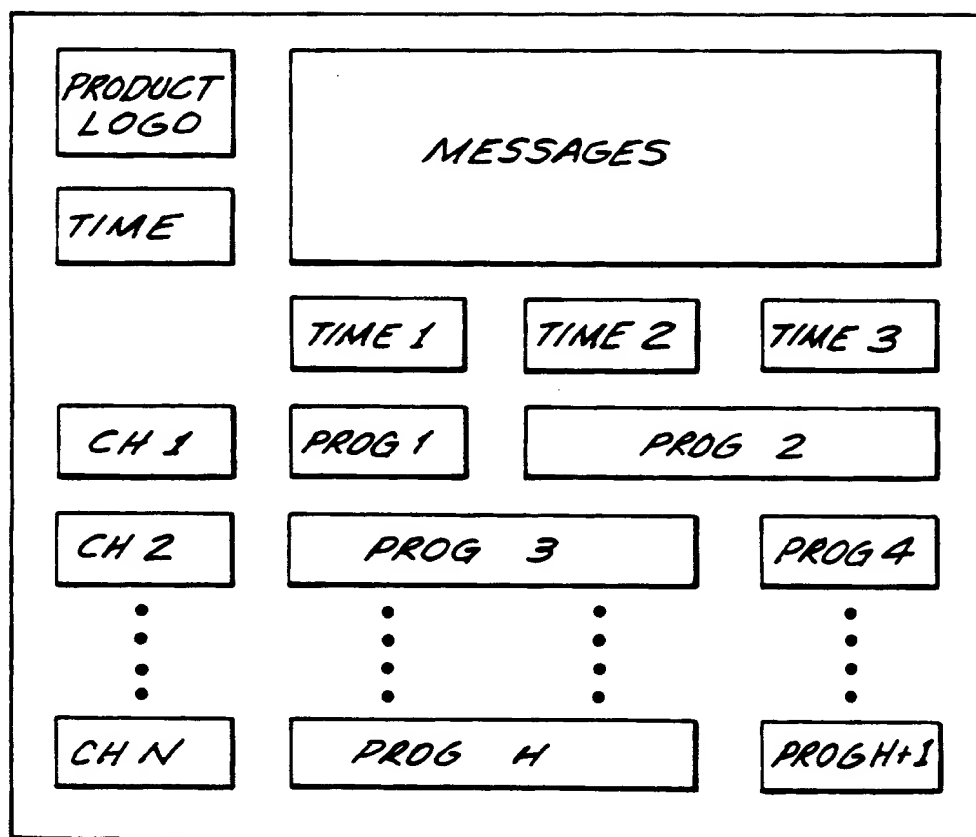 PRODUCT
LOGO
MESSAGES
TIME
TIME 1 TIME 2 TIME 3
CH 1 PROG 1 PROG 2
CH 2 PROG 3 PROG 4
CH N PROG H PROG H+1